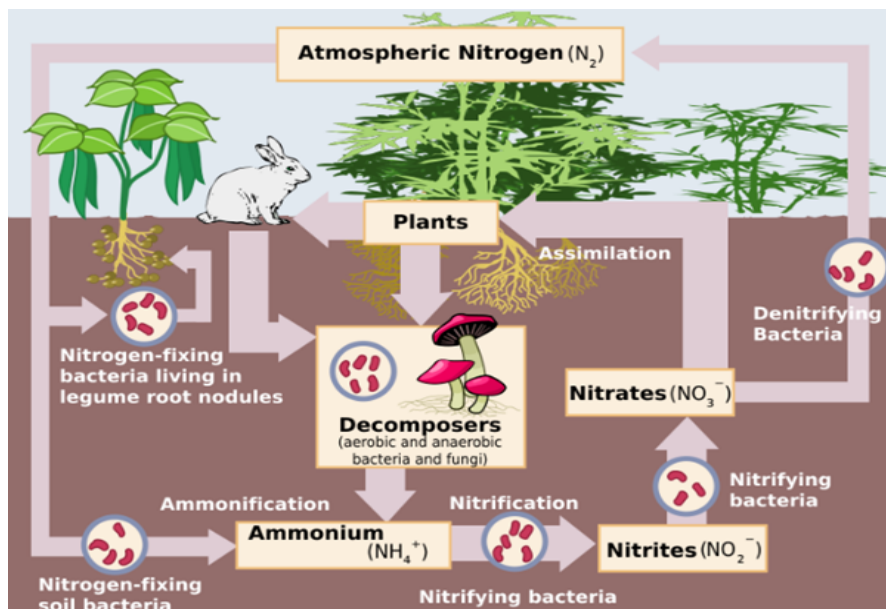 Atmospheric Nitrogen (N₂)
Plants
Assimilation
Denitrifying
Bacteria
Nitrogen-fixing
bacteria living in
legume root nodules
Decomposers
(aerobic and anaerobic
bacteria and fungi)
Nitrates (NO₃⁻)
Nitrifying
bacteria
Ammonification
Nitrification
Ammonium
(NH₄⁺)
Nitrites (NO₂⁻)
Nitrogen-fixing
soil bacteria
Nitrifying bacteria